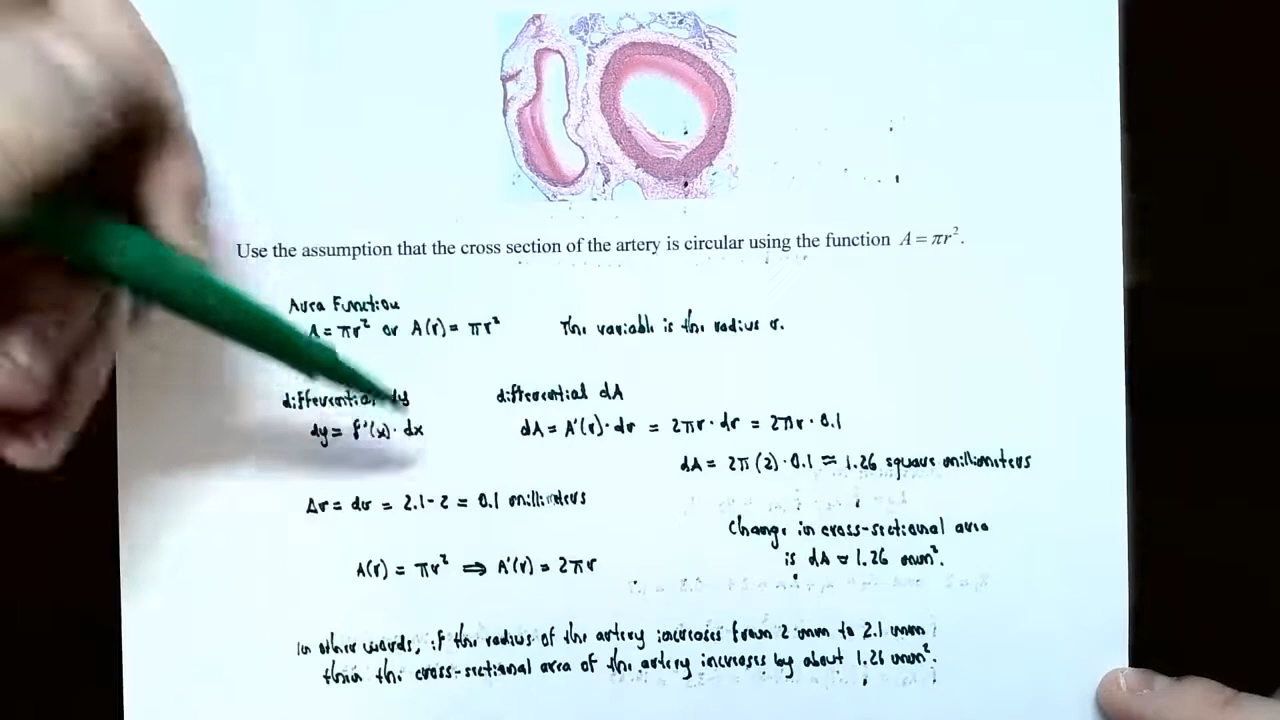 Use the assumption that the cross section of the artery is circular using the function A = πr².
Area Function
A = πr² or A(r) = πr² The variable is the radius r.
differential dy differential dA
dy = f'(x)·dx dA = A'(r)·dr = 2πr·dr = 2πr·0.1
dA = 2π(2)·0.1 ≈ 1.26 square millimeters
Δr = dr = 2.1-2 = 0.1 millimeters
Change in cross-sectional area
is dA ≈ 1.26 mm².
A(r) = πr² ⟹ A'(r) = 2πr
In other words, if the radius of the artery increases from 2 mm to 2.1 mm
then the cross-sectional area of the artery increases by about 1.26 mm².